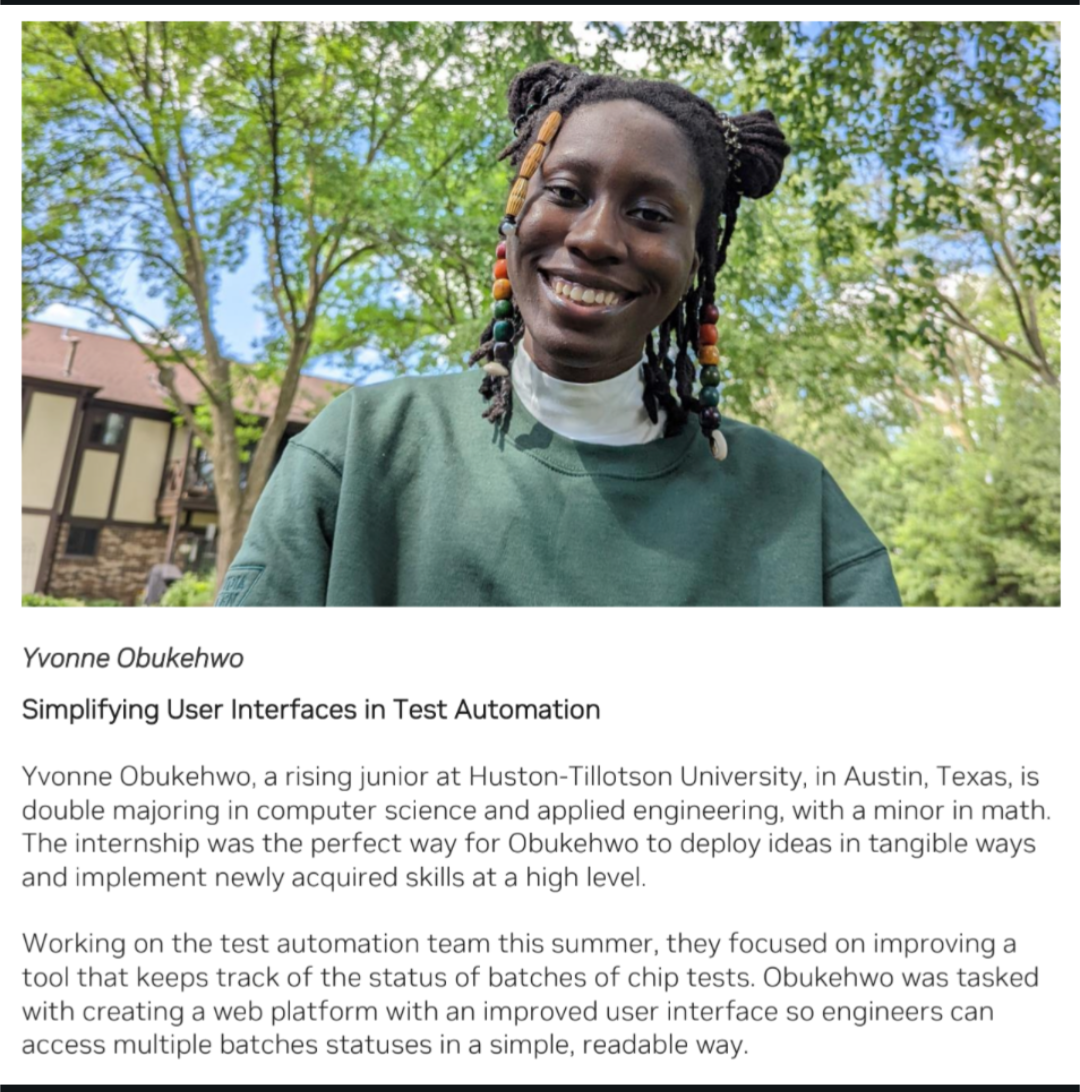 Yvonne Obukehwo
Simplifying User Interfaces in Test Automation
Yvonne Obukehwo, a rising junior at Huston-Tillotson University, in Austin, Texas, is
double majoring in computer science and applied engineering, with a minor in math.
The internship was the perfect way for Obukehwo to deploy ideas in tangible ways
and implement newly acquired skills at a high level.
Working on the test automation team this summer, they focused on improving a
tool that keeps track of the status of batches of chip tests. Obukehwo was tasked
with creating a web platform with an improved user interface so engineers can
access multiple batches statuses in a simple, readable way.